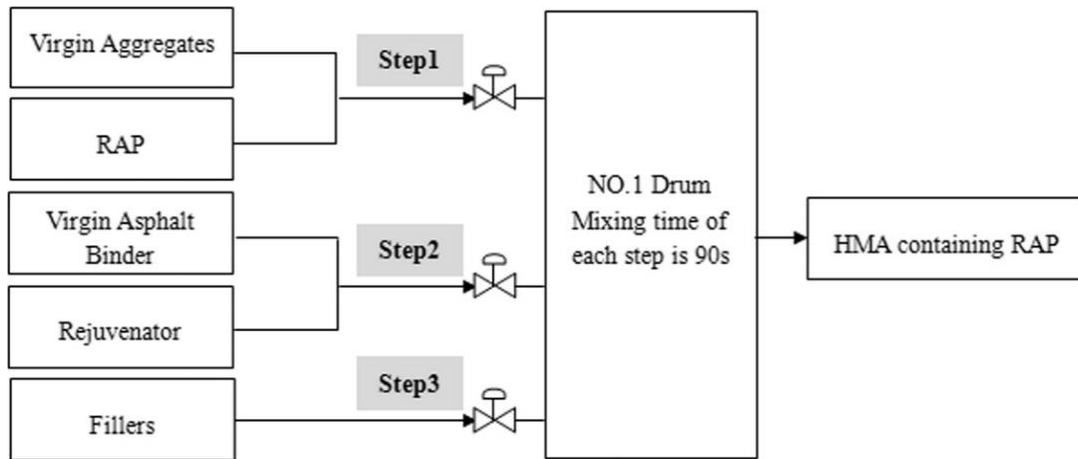 Virgin Aggregates
RAP
Virgin Asphalt
Binder
Rejuvenator
Fillers
Step1
Step2
Step3
NO.1 Drum
Mixing time of
each step is 90s
HMA containing RAP